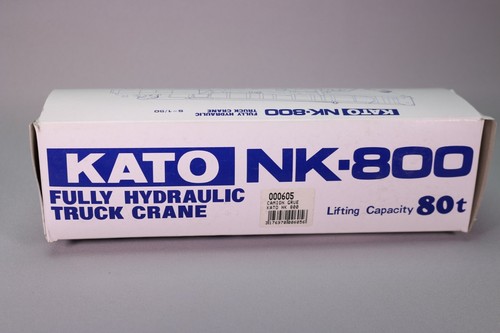 KATO NK-800
FULLY HYDRAULIC
TRUCK CRANE
S=1/50
KATO NK-800
FULLY HYDRAULIC
TRUCK CRANE
000605
CAMION GRUE
KATO NK 800
Lifting Capacity 80t